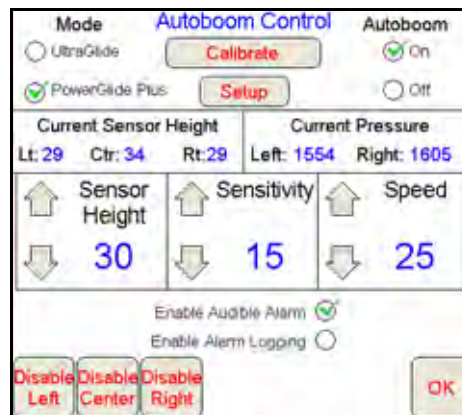 Mode Autoboom Control Autoboom
UltraGlide Calibrate On
PowerGlide Plus Setup Off
Current Sensor Height Current Pressure
Lt: 29 Ctr: 34 Rt:29 Left: 1554 Right: 1605
Sensor Height Sensitivity Speed
30 15 25
Enable Audible Alarm
Enable Alarm Logging
Disable Left Disable Center Disable Right OK